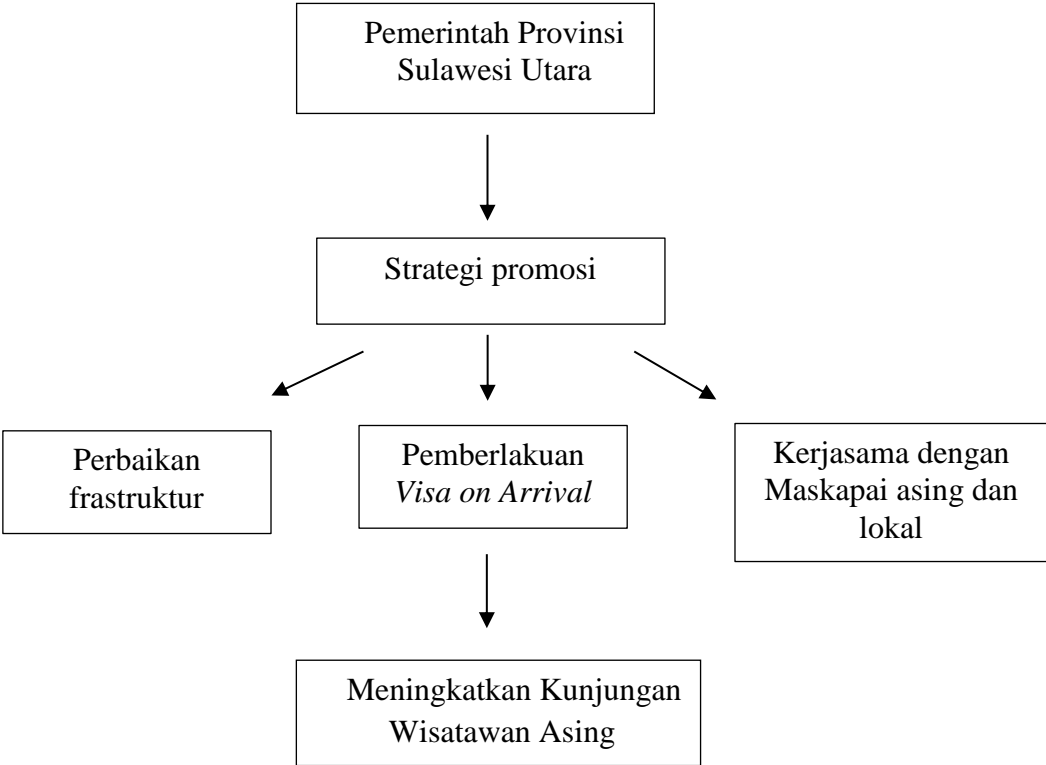 Pemerintah Provinsi
Sulawesi Utara
Strategi promosi
Perbaikan
frastruktur
Pemberlakuan
Visa on Arrival
Kerjasama dengan
Maskapai asing dan
lokal
Meningkatkan Kunjungan
Wisatawan Asing